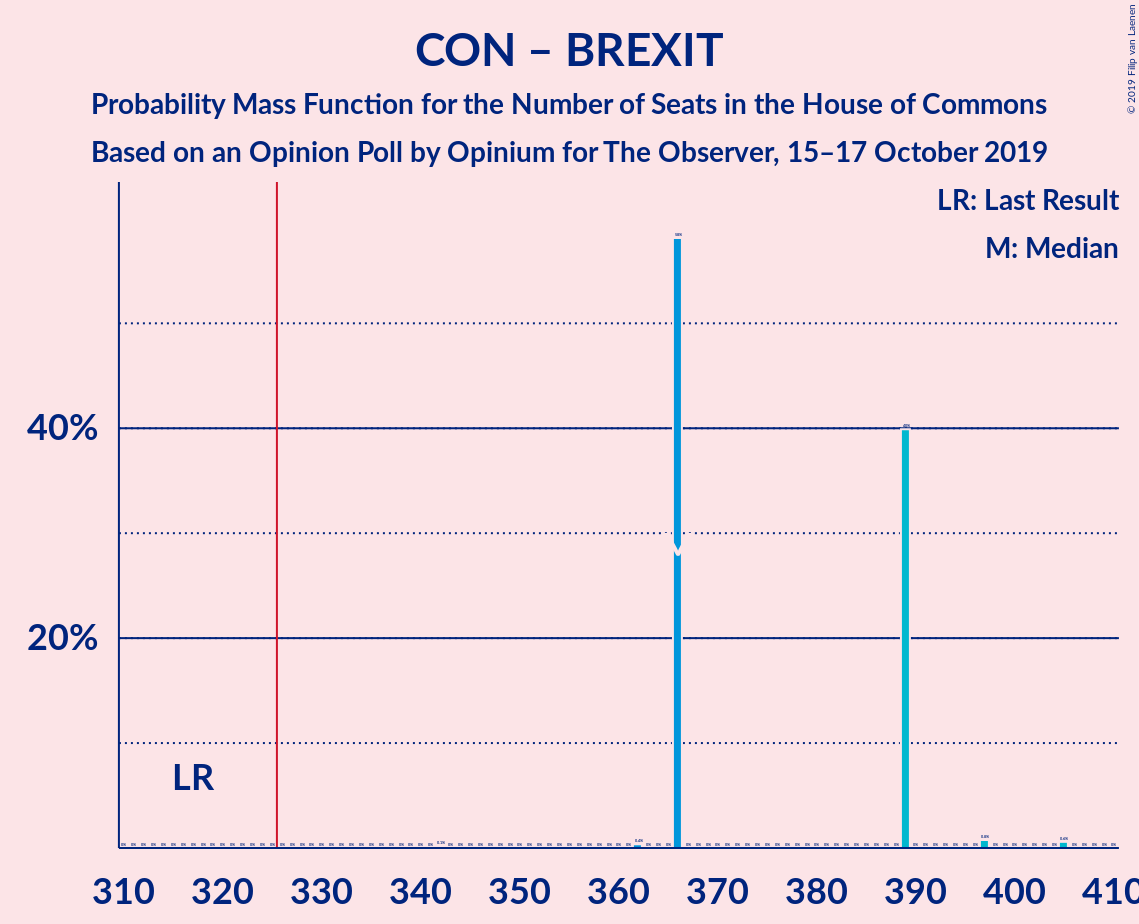 © 2019 Filip van Laenen
CON – BREXIT
Probability Mass Function for the Number of Seats in the House of Commons
Based on an Opinion Poll by Opinium for The Observer, 15–17 October 2019
LR: Last Result
M: Median
40%
20%
LR
M
310 320 330 340 350 360 370 380 390 400 410